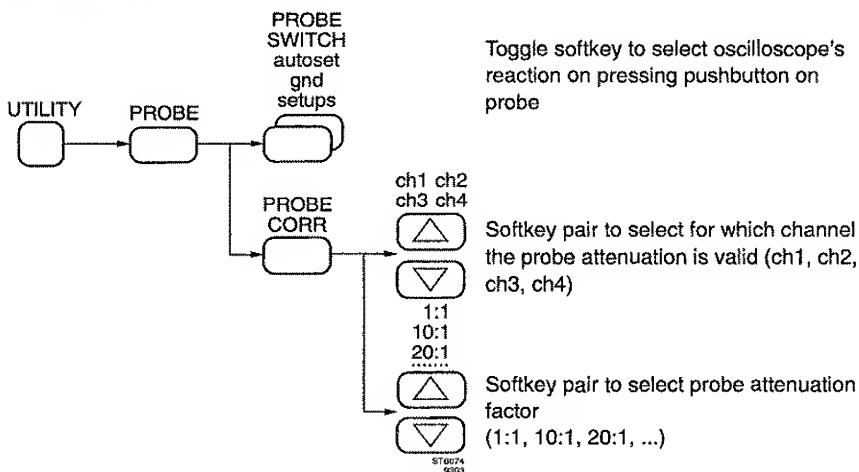 PROBE
SWITCH
autoset
gnd
setups
Toggle softkey to select oscilloscope's
reaction on pressing pushbutton on
probe
UTILITY
PROBE
PROBE
CORR
ch1 ch2
ch3 ch4
Softkey pair to select for which channel
the probe attenuation is valid (ch1, ch2,
ch3, ch4)
1:1
10:1
20:1
Softkey pair to select probe attenuation
factor
(1:1, 10:1, 20:1, ...)
ST6074
9303